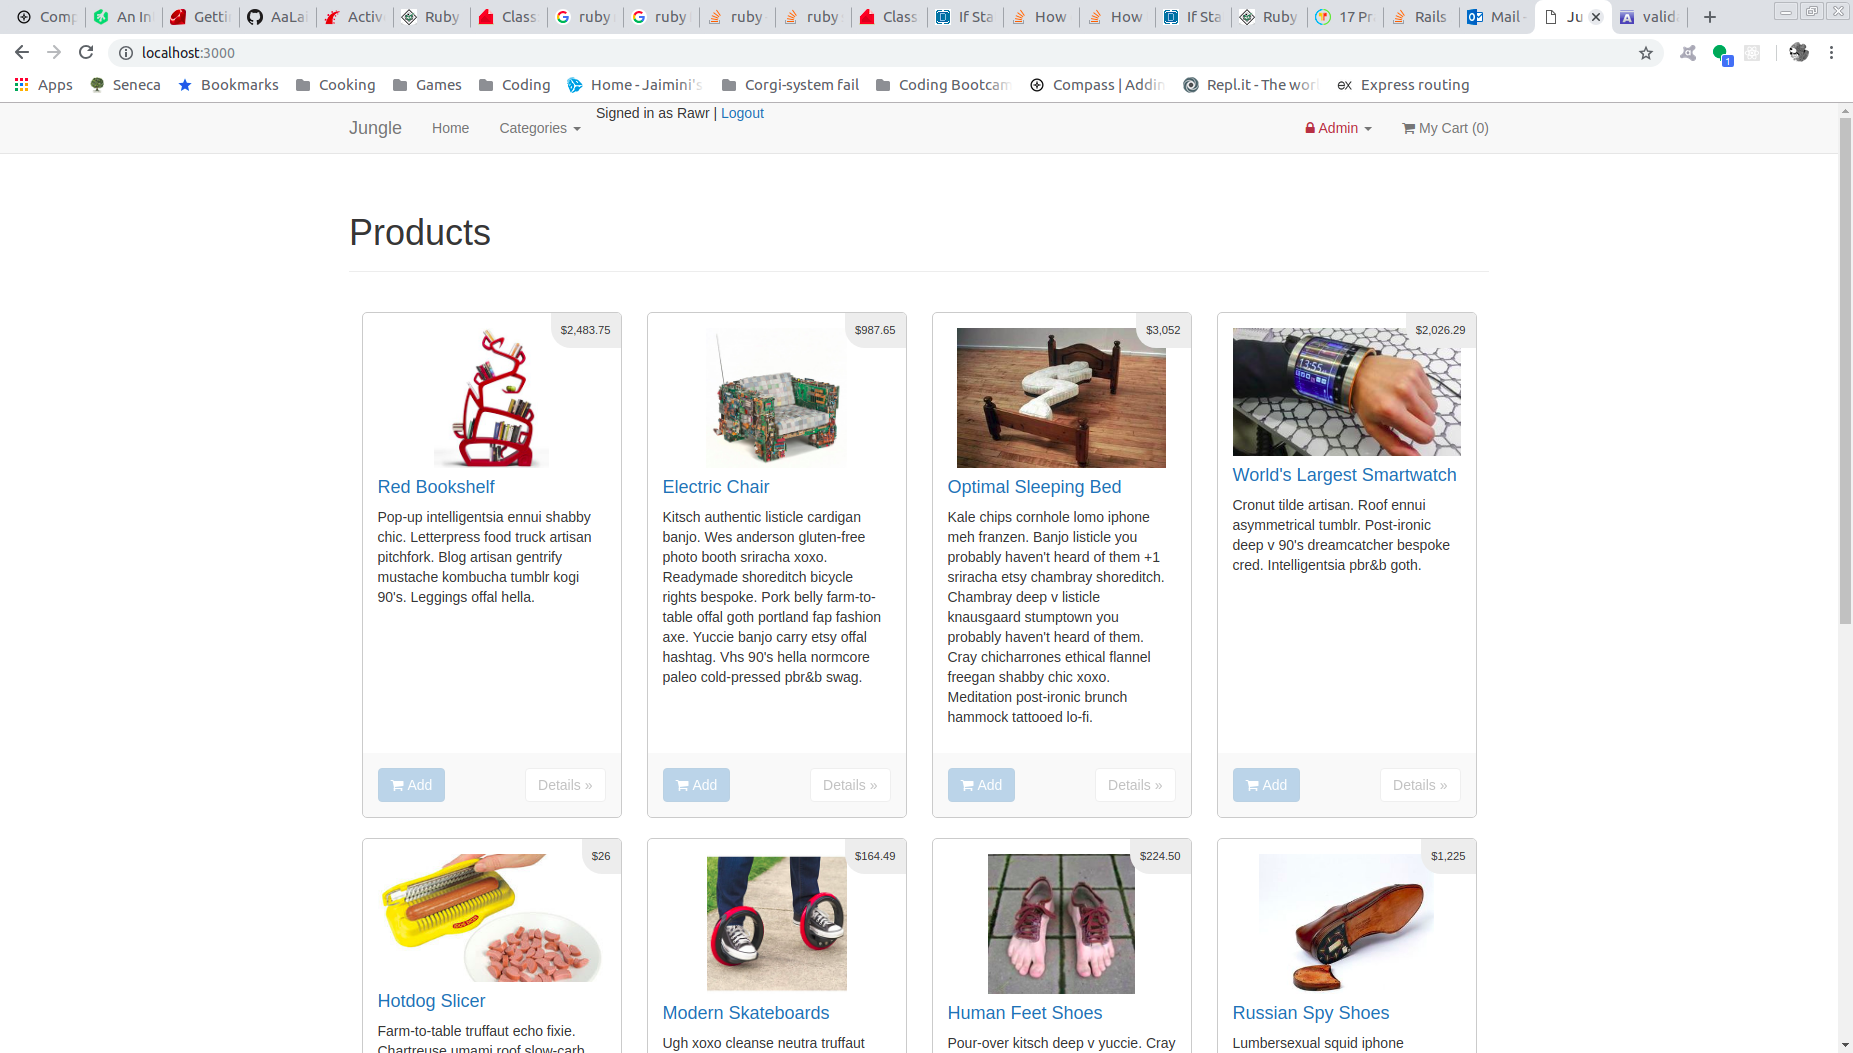 Comp
An In
Getti
AaLai
Activ
Ruby
Class
ruby
ruby
ruby
ruby
Class
If Sta
How
How
If Sta
Ruby
17 Pr
Rails
Mail -
Ju
valid
localhost:3000
1
Apps
Seneca
Bookmarks
Cooking
Games
Coding
Home - Jaimini's
Corgi-system fail
Coding Bootcam
Compass | Addin
Repl.it - The worl
ex Express routing
Jungle
Home
Categories
Signed in as Rawr | Logout
Admin
My Cart (0)
Products
$2,483.75
Red Bookshelf
Pop-up intelligentsia ennui shabby
chic. Letterpress food truck artisan
pitchfork. Blog artisan gentrify
mustache kombucha tumblr kogi
90's. Leggings offal hella.
Add
Details »
$987.65
Electric Chair
Kitsch authentic listicle cardigan
banjo. Wes anderson gluten-free
photo booth sriracha xoxo.
Readymade shoreditch bicycle
rights bespoke. Pork belly farm-to-
table offal goth portland fap fashion
axe. Yuccie banjo carry etsy offal
hashtag. Vhs 90's hella normcore
paleo cold-pressed pbr&b swag.
Add
Details »
$3,052
Optimal Sleeping Bed
Kale chips cornhole lomo iphone
meh franzen. Banjo listicle you
probably haven't heard of them +1
sriracha etsy chambray shoreditch.
Chambray deep v listicle
knausgaard stumptown you
probably haven't heard of them.
Cray chicharrones ethical flannel
freegan shabby chic xoxo.
Meditation post-ironic brunch
hammock tattooed lo-fi.
Add
Details »
$2,026.29
13:55
World's Largest Smartwatch
Cronut tilde artisan. Roof ennui
asymmetrical tumblr. Post-ironic
deep v 90's dreamcatcher bespoke
cred. Intelligentsia pbr&b goth.
Add
Details »
$26
Hotdog Slicer
Farm-to-table truffaut echo fixie.
Chartreuse umami roof slow-carb
$164.49
Modern Skateboards
Ugh xoxo cleanse neutra truffaut
$224.50
Human Feet Shoes
Pour-over kitsch deep v yuccie. Cray
$1,225
Russian Spy Shoes
Lumbersexual squid iphone